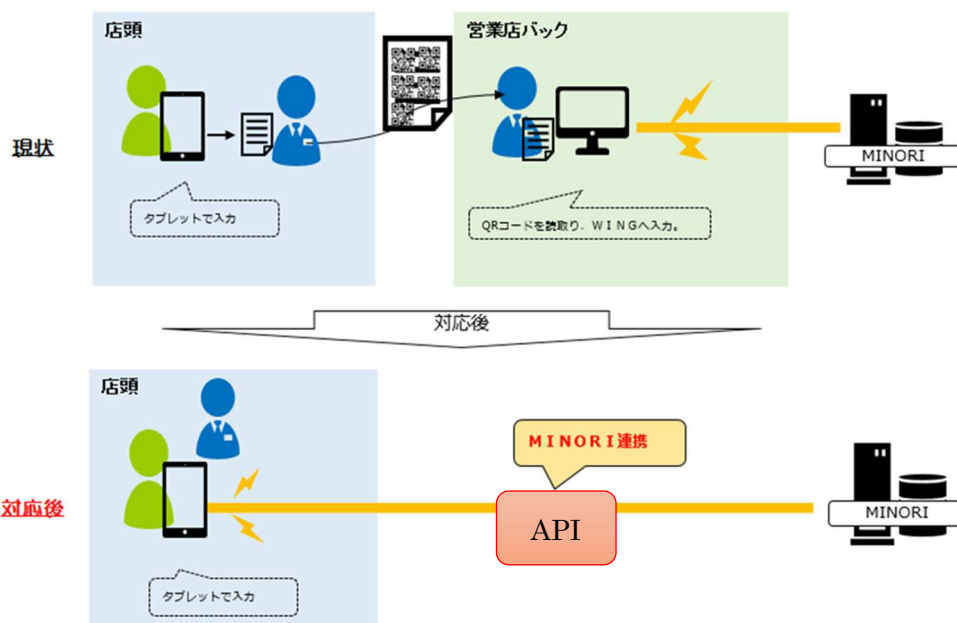 店頭
営業店バック
現状
MINORI
タブレットで入力
QRコードを読取り、ＷＩＮＧへ入力。
対応後
店頭
ＭＩＮＯＲＩ連携
対応後
API
MINORI
タブレットで入力